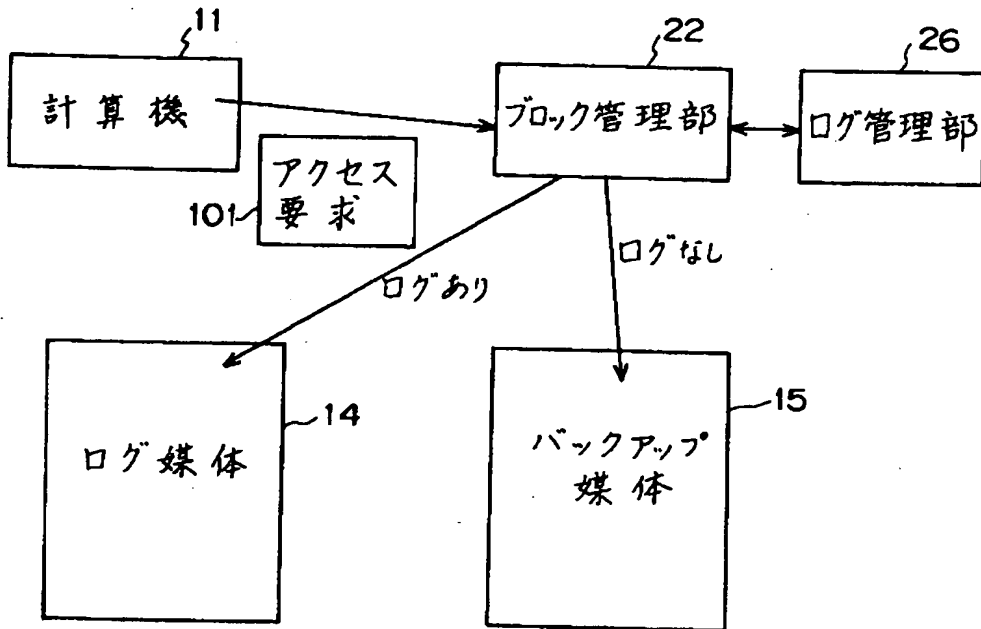 11
計算機
22
ブロック管理部
26
ログ管理部
アクセス
要求
101
ログあり
ログなし
14
ログ媒体
15
バックアップ
媒体